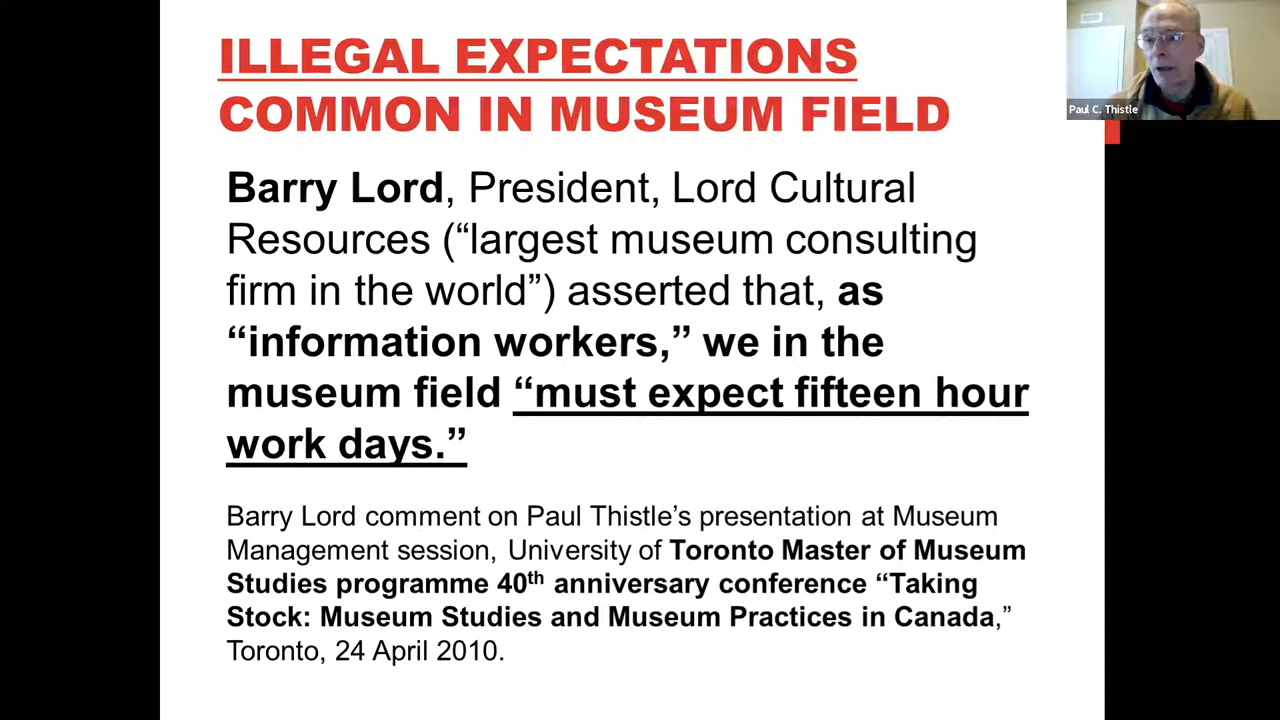 ILLEGAL EXPECTATIONS
COMMON IN MUSEUM FIELD
Paul C. Thistle
Barry Lord, President, Lord Cultural
Resources (“largest museum consulting
firm in the world”) asserted that, as
“information workers,” we in the
museum field “must expect fifteen hour
work days.”
Barry Lord comment on Paul Thistle’s presentation at Museum
Management session, University of Toronto Master of Museum
Studies programme 40th anniversary conference “Taking
Stock: Museum Studies and Museum Practices in Canada,”
Toronto, 24 April 2010.